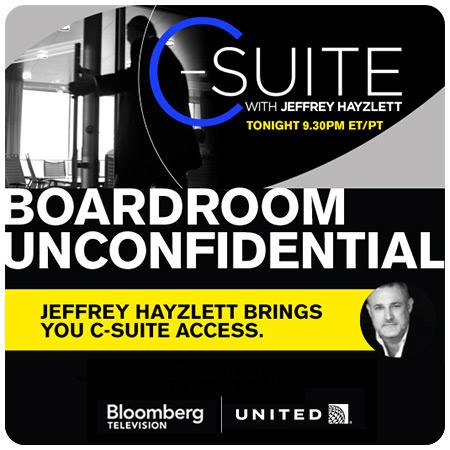 C-SUITE
WITH JEFFREY HAYZLETT
TONIGHT 9.30PM ET/PT
BOARDROOM
UNCONFIDENTIAL
JEFFREY HAYZLETT BRINGS
YOU C-SUITE ACCESS.
Bloomberg
TELEVISION
UNITED